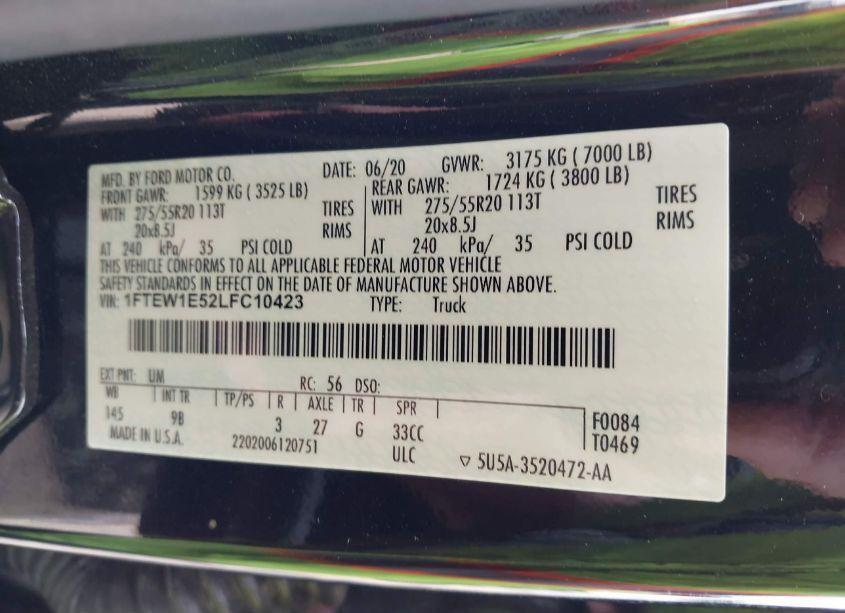 MFD. BY FORD MOTOR CO. DATE: 06/20 GVWR: 3175 KG ( 7000 LB)
FRONT GAWR: 1599 KG ( 3525 LB) REAR GAWR: 1724 KG ( 3800 LB)
WITH 275/55R20 113T TIRES WITH 275/55R20 113T TIRES
20x8.5J RIMS 20x8.5J RIMS
AT 240 kPa/ 35 PSI COLD AT 240 kPa/ 35 PSI COLD
THIS VEHICLE CONFORMS TO ALL APPLICABLE FEDERAL MOTOR VEHICLE
SAFETY STANDARDS IN EFFECT ON THE DATE OF MANUFACTURE SHOWN ABOVE.
VIN: 1FTEW1E52LFC10423 TYPE: Truck
EXT PNT: UM RC: 56 DSO:
WB INT TR TP/PS R AXLE TR SPR
145 9B 3 27 G 33CC F0084
MADE IN U.S.A. 2202006120751 ULC T0469
▽ 5U5A-3520472-AA